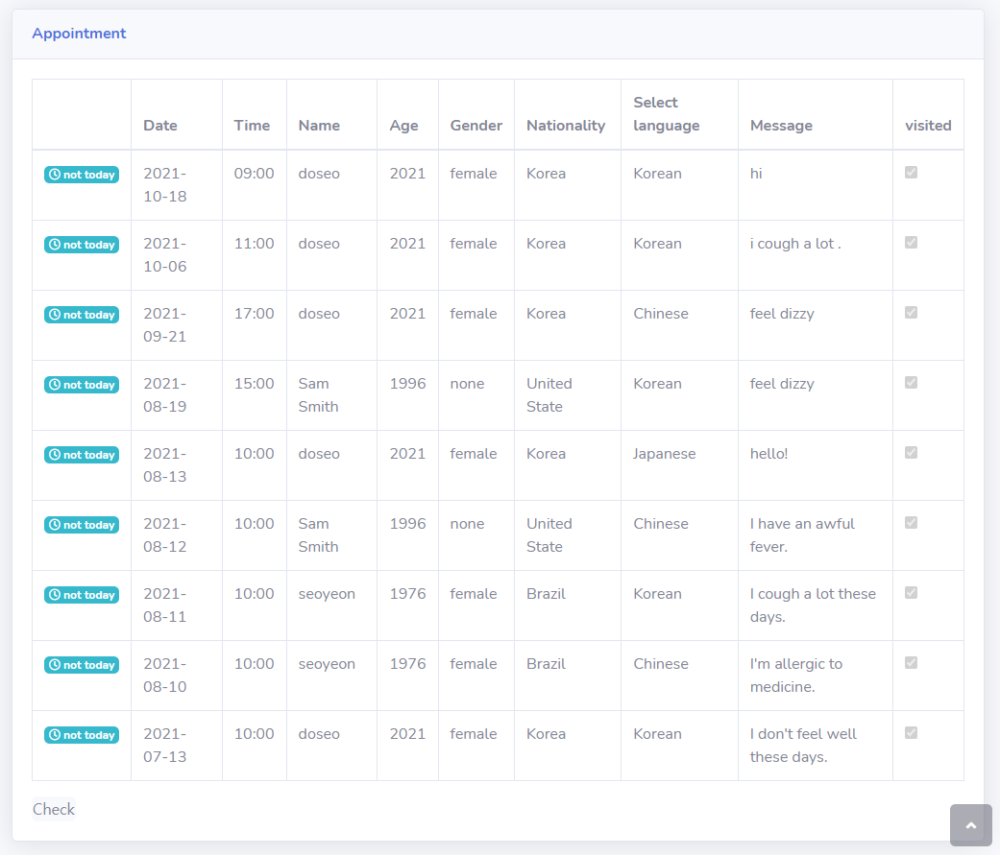 Appointment
Date Time Name Age Gender Nationality Select language Message visited
not today 2021-10-18 09:00 doseo 2021 female Korea Korean hi
not today 2021-10-06 11:00 doseo 2021 female Korea Korean i cough a lot .
not today 2021-09-21 17:00 doseo 2021 female Korea Chinese feel dizzy
not today 2021-08-19 15:00 Sam Smith 1996 none United State Korean feel dizzy
not today 2021-08-13 10:00 doseo 2021 female Korea Japanese hello!
not today 2021-08-12 10:00 Sam Smith 1996 none United State Chinese I have an awful fever.
not today 2021-08-11 10:00 seoyeon 1976 female Brazil Korean I cough a lot these days.
not today 2021-08-10 10:00 seoyeon 1976 female Brazil Chinese I'm allergic to medicine.
not today 2021-07-13 10:00 doseo 2021 female Korea Korean I don't feel well these days.
Check